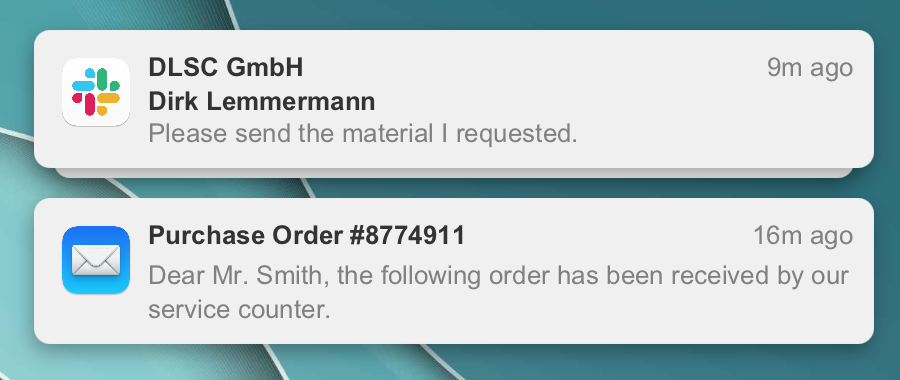 DLSC GmbH 9m ago
Dirk Lemmermann
Please send the material I requested.
Purchase Order #8774911 16m ago
Dear Mr. Smith, the following order has been received by our
service counter.